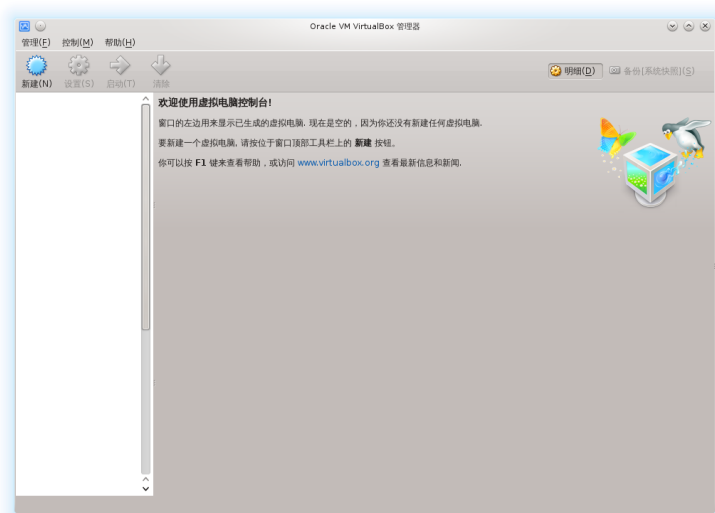 Oracle VM VirtualBox 管理器
管理(F) 控制(M) 帮助(H)
新建(N) 设置(S) 启动(T) 清除
明细(D) 备份[系统快照](S)
欢迎使用虚拟电脑控制台!
窗口的左边用来显示已生成的虚拟电脑. 现在是空的，因为你还没有新建任何虚拟电脑.
要新建一个虚拟电脑, 请按位于窗口顶部工具栏上的 新建 按钮。
你可以按 F1 键来查看帮助，或访问 www.virtualbox.org 查看最新信息和新闻.